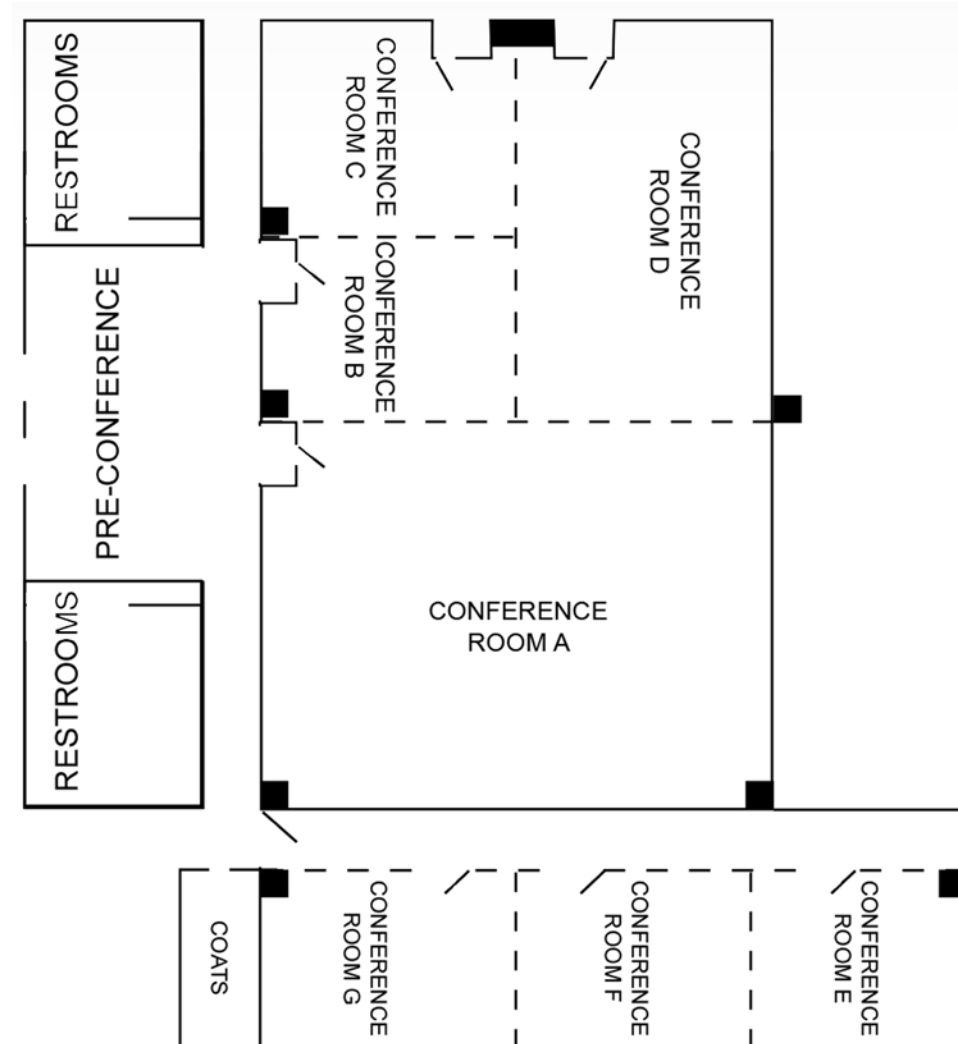 RESTROOMS
CONFERENCE
ROOM C
CONFERENCE
ROOM D
CONFERENCE
ROOM B
PRE-CONFERENCE
CONFERENCE
ROOM A
RESTROOMS
COATS
CONFERENCE
ROOM G
CONFERENCE
ROOM F
CONFERENCE
ROOM E